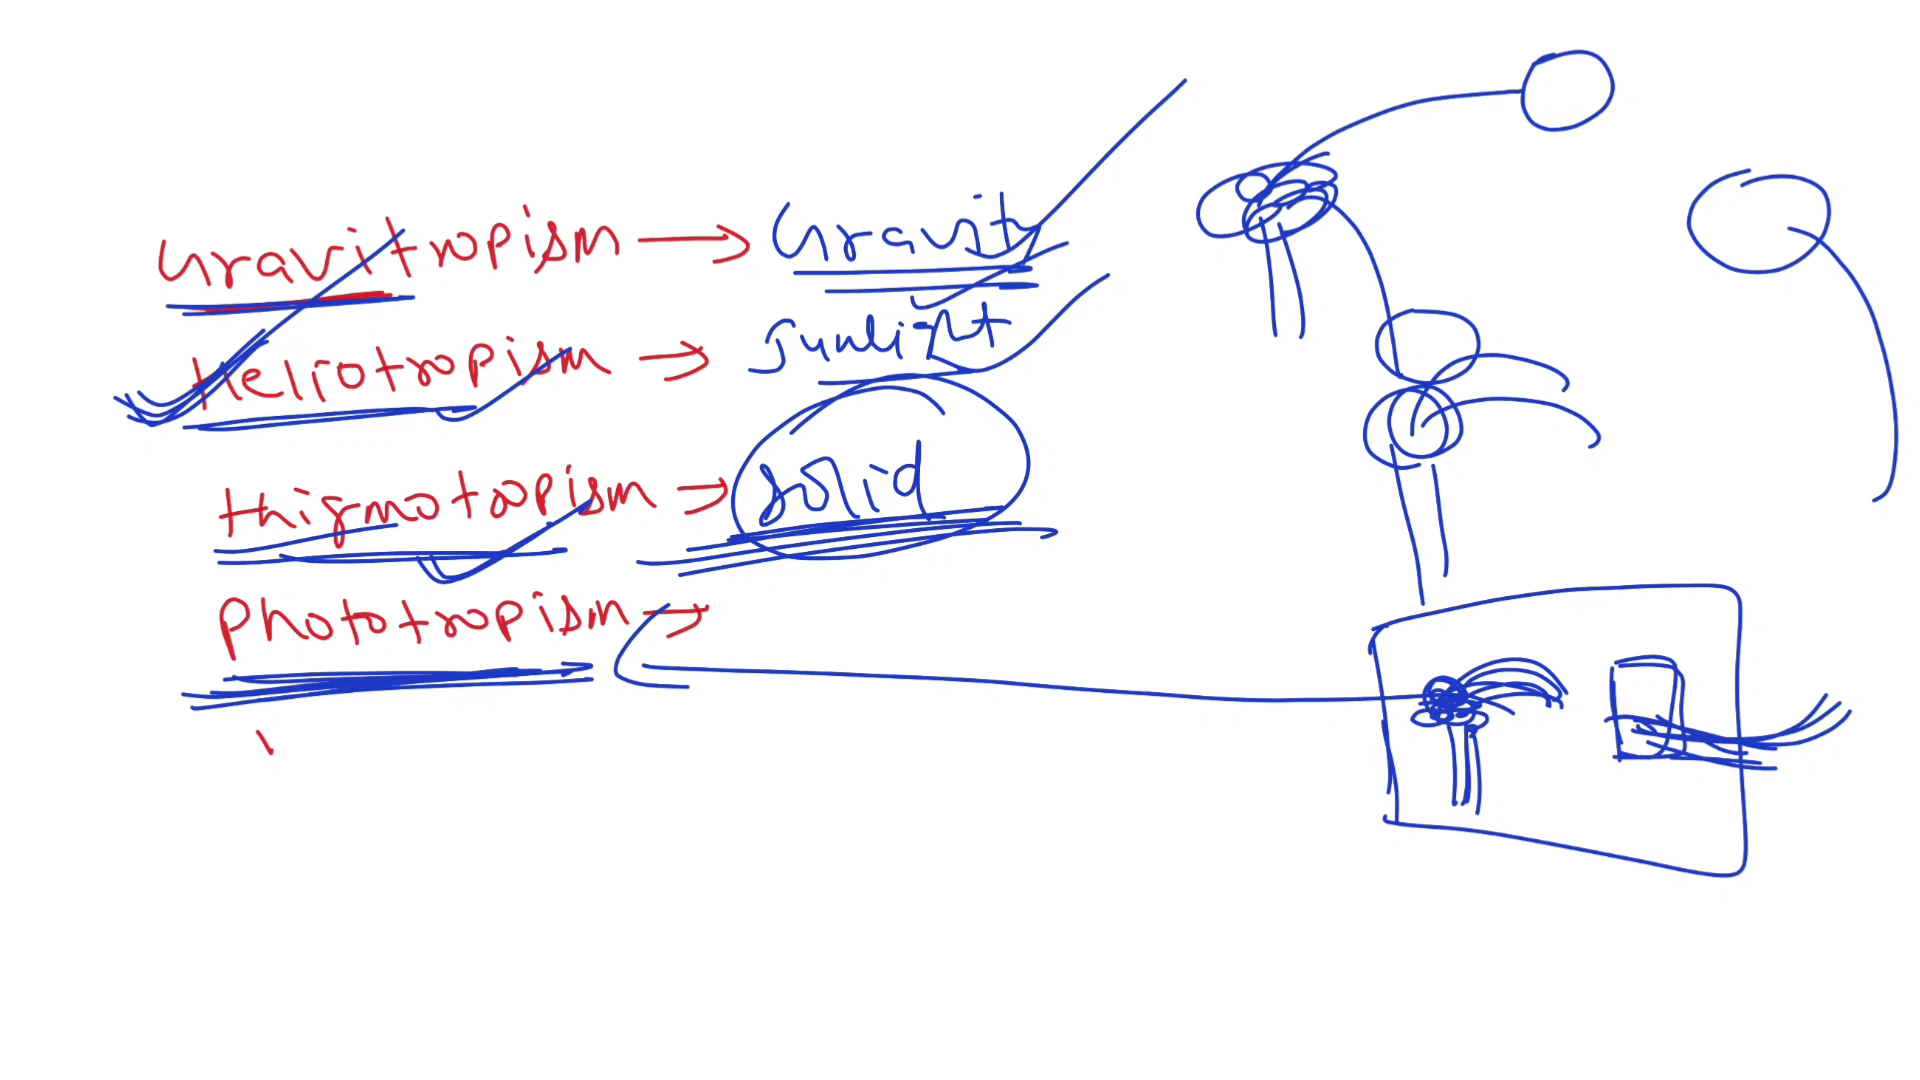 Gravitropism → Gravity
Heliotropism → sunlight
thigmotropism → solid
Phototropism →